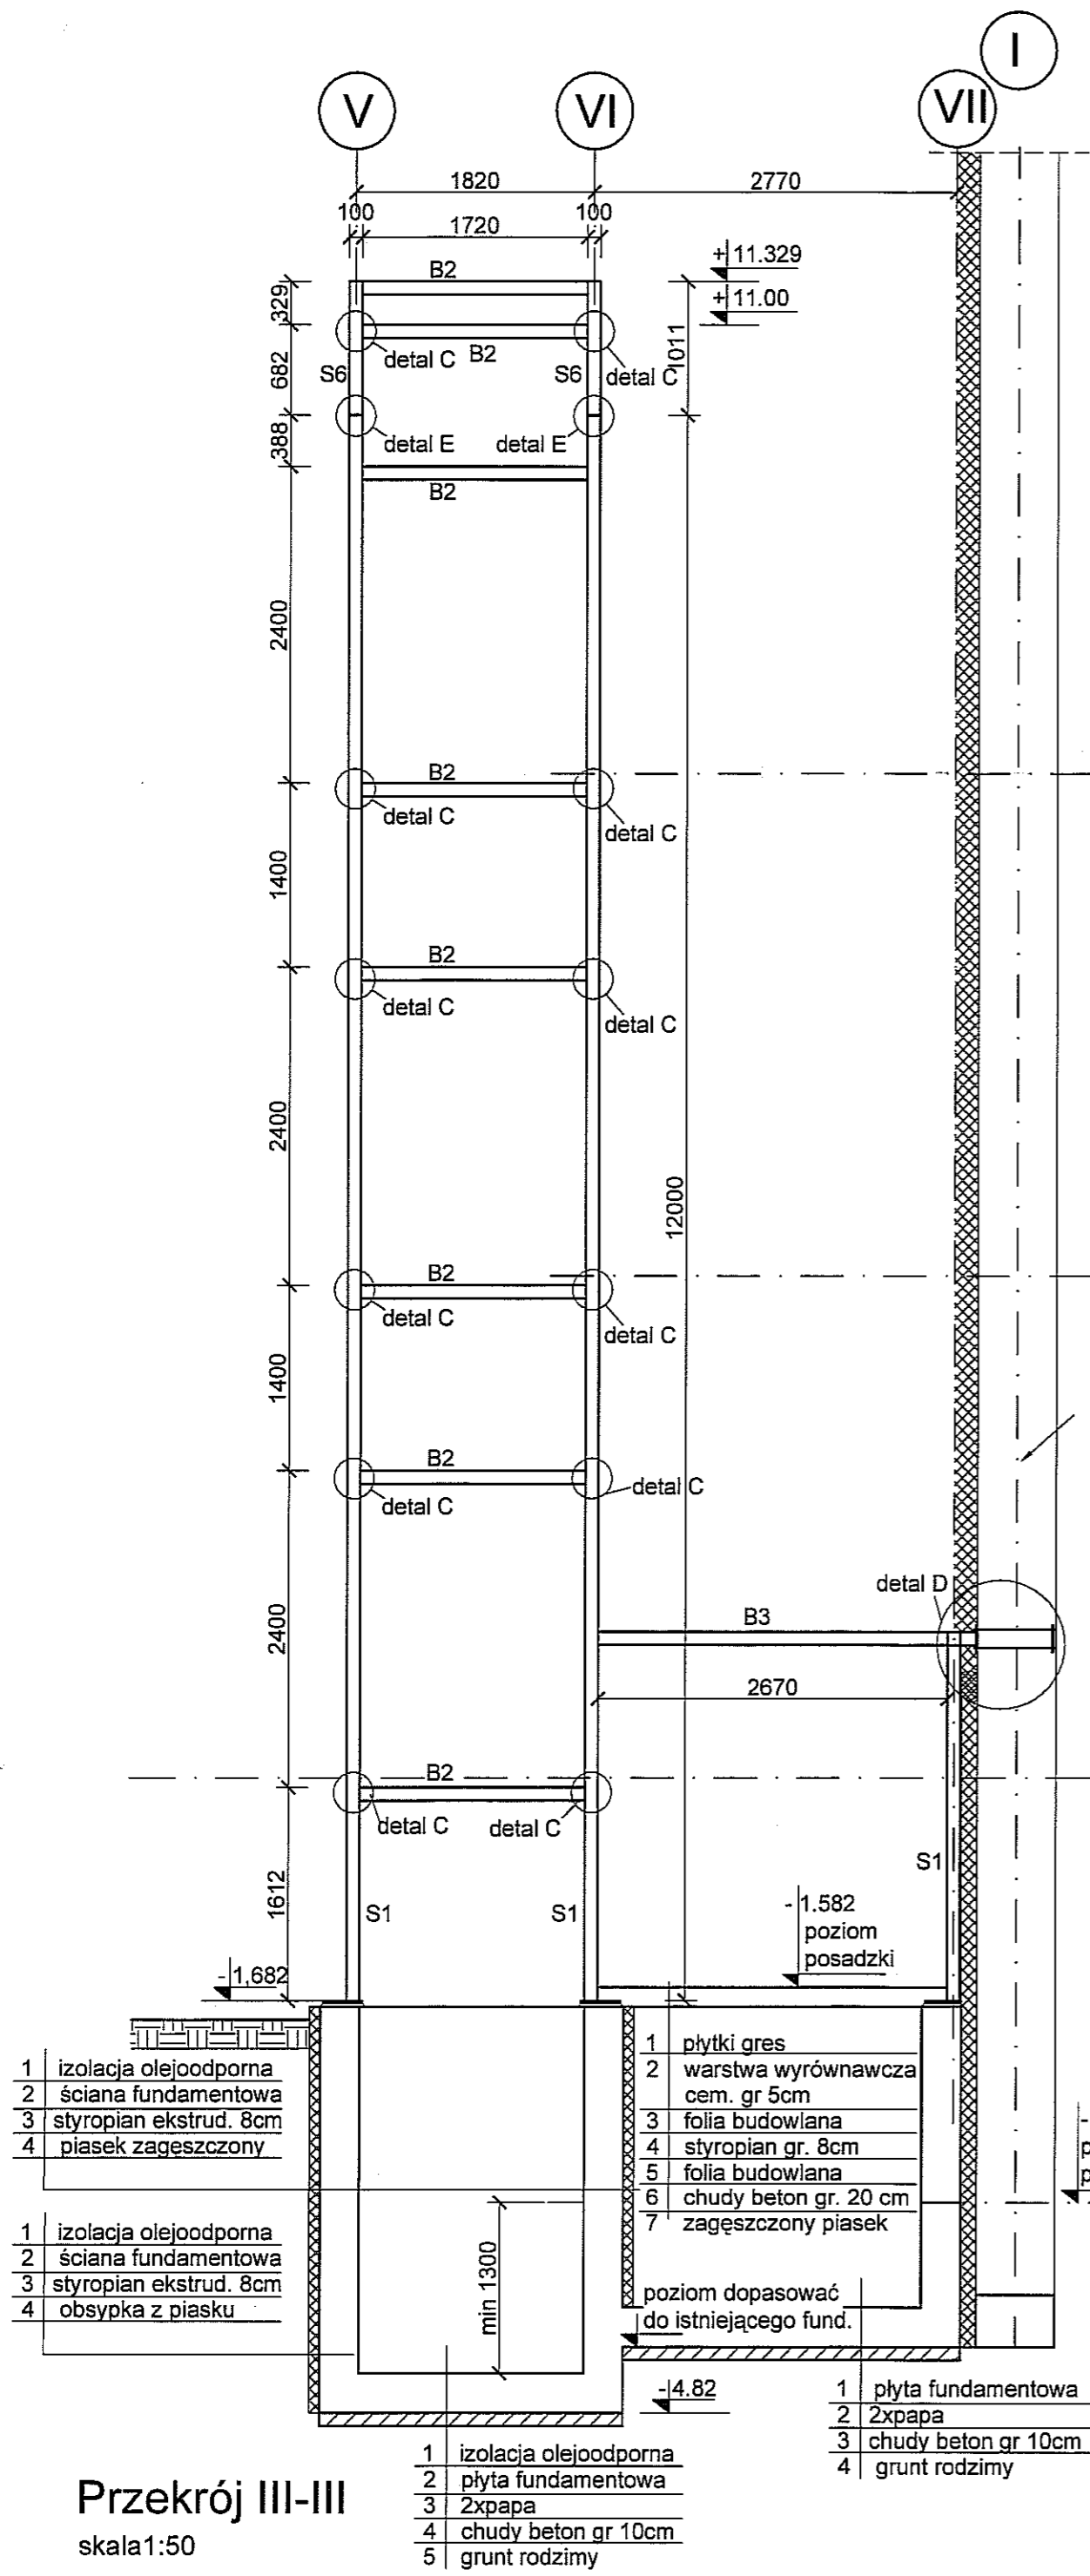 I
V
VI
VII
1820
2770
100
1720
100
B2
+ 11.329
+ 11.00
329
682
388
1011
detal C
B2
detal C
S6
S6
detal E
detal E
B2
2400
B2
detal C
detal C
1400
B2
detal C
detal C
2400
12000
B2
detal C
detal C
1400
B2
detal C
detal C
2400
detal D
B3
2670
B2
detal C
detal C
1612
S1
S1
S1
- 1.582
poziom
posadzki
- 1,682
1 izolacja olejoodporna
2 ściana fundamentowa
3 styropian ekstrud. 8cm
4 piasek zagęszczony
1 płytki gres
2 warstwa wyrównawcza
cem. gr 5cm
3 folia budowlana
4 styropian gr. 8cm
5 folia budowlana
6 chudy beton gr. 20 cm
7 zagęszczony piasek
-
p
p
1 izolacja olejoodporna
2 ściana fundamentowa
3 styropian ekstrud. 8cm
4 obsypka z piasku
min 1300
poziom dopasować
do istniejącego fund.
- 4.82
1 płyta fundamentowa
2 2xpapa
3 chudy beton gr 10cm
4 grunt rodzimy
1 izolacja olejoodporna
2 płyta fundamentowa
3 2xpapa
4 chudy beton gr 10cm
5 grunt rodzimy
Przekrój III-III
skala1:50